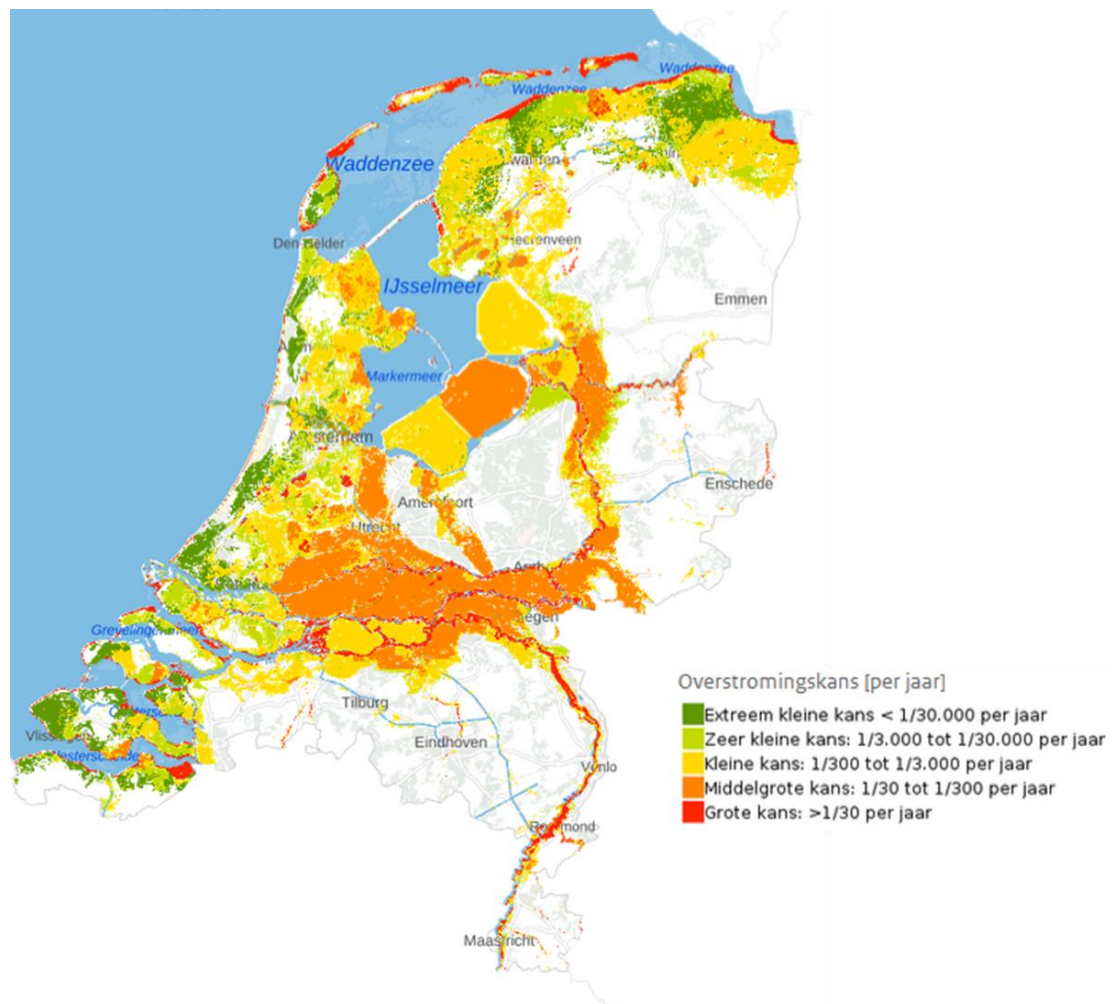 Waddenzee
Waddenzee
Waddenzee
Den Helder
IJsselmeer
Emmen
Markermeer
Amsterdam
Enschede
Amersfoort
Utrecht
Grevelingenmeer
Tilburg
Eindhoven
Venlo
Roermond
Maastricht
Overstromingskans [per jaar]
Extreem kleine kans < 1/30.000 per jaar
Zeer kleine kans: 1/3.000 tot 1/30.000 per jaar
Kleine kans: 1/300 tot 1/3.000 per jaar
Middelgrote kans: 1/30 tot 1/300 per jaar
Grote kans: >1/30 per jaar